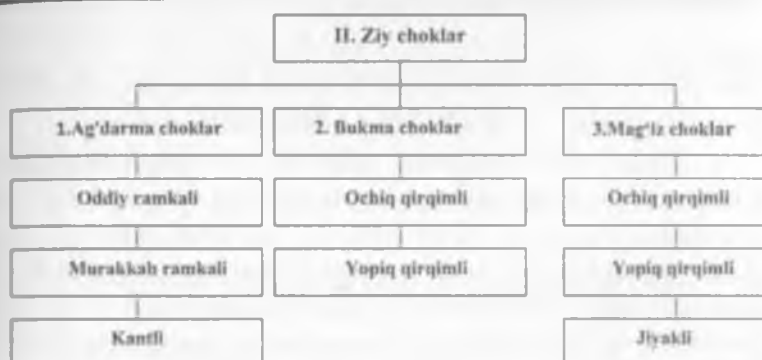 II. Ziy choklar
1.Ag'darma choklar
2. Bukma choklar
3.Mag'iz choklar
Oddiy ramkali
Ochiq qirqimli
Ochiq qirqimli
Murakkab ramkali
Yopiq qirqimli
Yopiq qirqimli
Kantli
Jiyakli